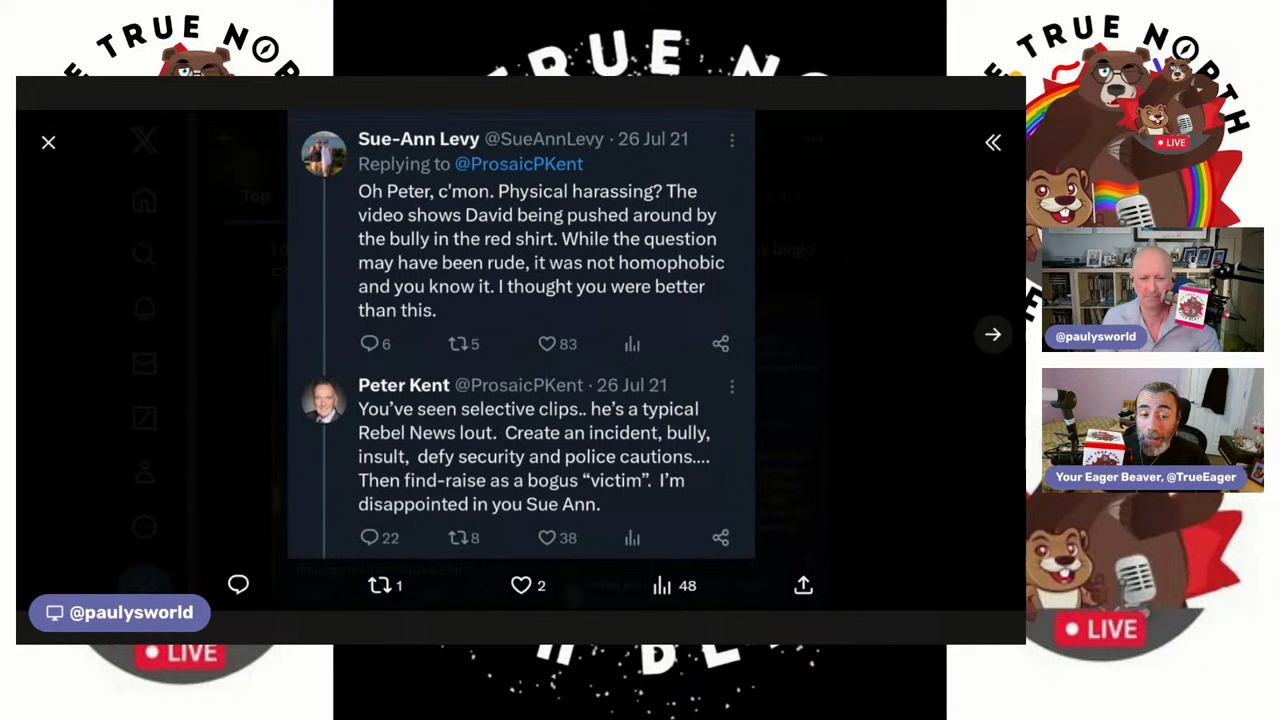 TRUE NORTH
TRUE NO
TRUE NORTH
LIVE
Sue-Ann Levy @SueAnnLevy · 26 Jul 21
Replying to @ProsaicPKent
Oh Peter, c'mon. Physical harassing? The
video shows David being pushed around by
the bully in the red shirt. While the question
may have been rude, it was not homophobic
and you know it. I thought you were better
than this.
6 5 83
Peter Kent @ProsaicPKent · 26 Jul 21
You've seen selective clips.. he's a typical
Rebel News lout. Create an incident, bully,
insult, defy security and police cautions....
Then find-raise as a bogus "victim". I'm
disappointed in you Sue Ann.
22 8 38
1 2 48
@paulysworld
@paulysworld
Your Eager Beaver, @TrueEager
LIVE
LIVE